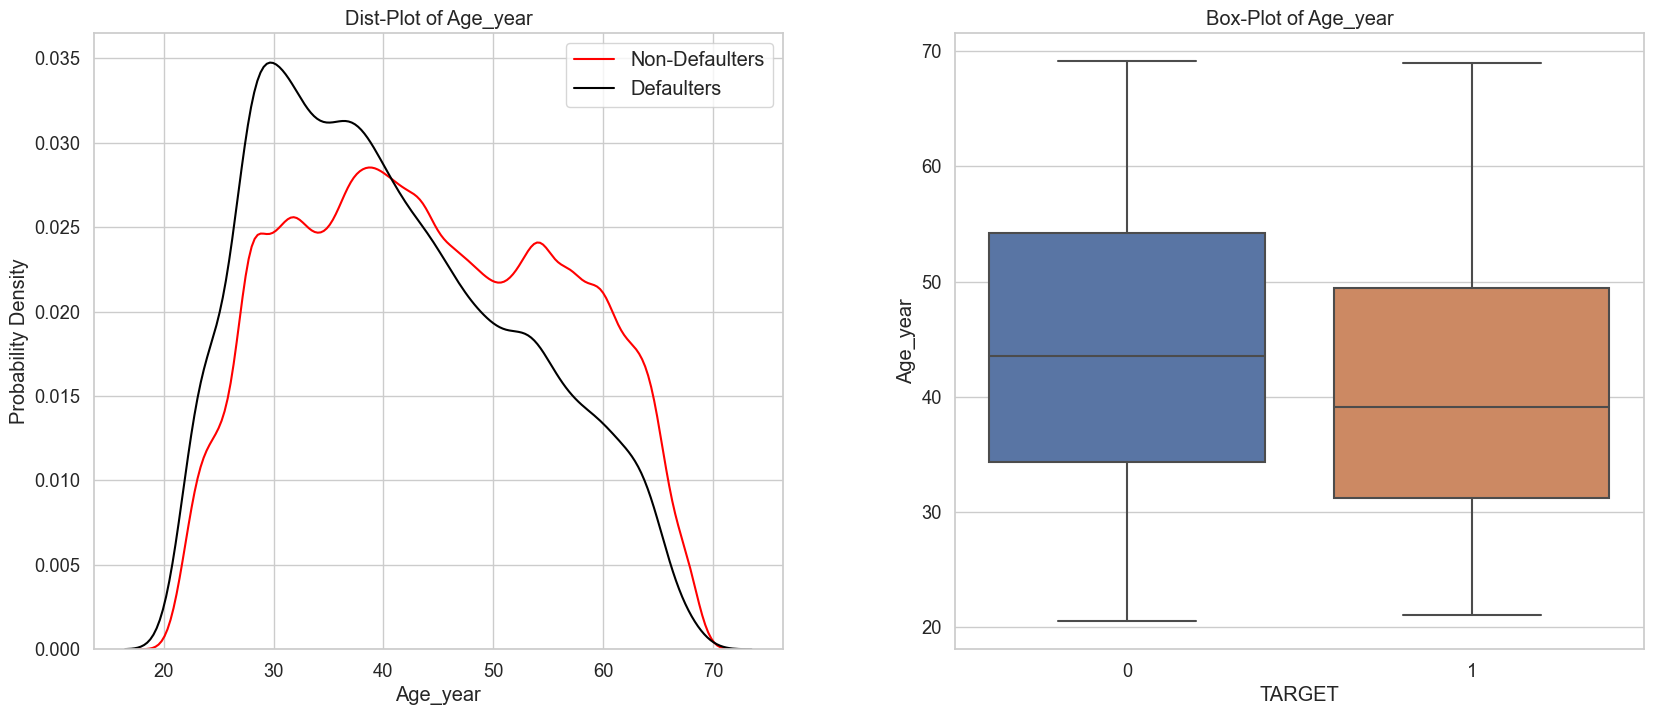 Dist-Plot of Age_year
Non-Defaulters
Defaulters
0.035
0.030
0.025
0.020
0.015
0.010
0.005
0.000
Probability Density
20 30 40 50 60 70
Age_year
Box-Plot of Age_year
70
60
50
40
30
20
Age_year
0 1
TARGET